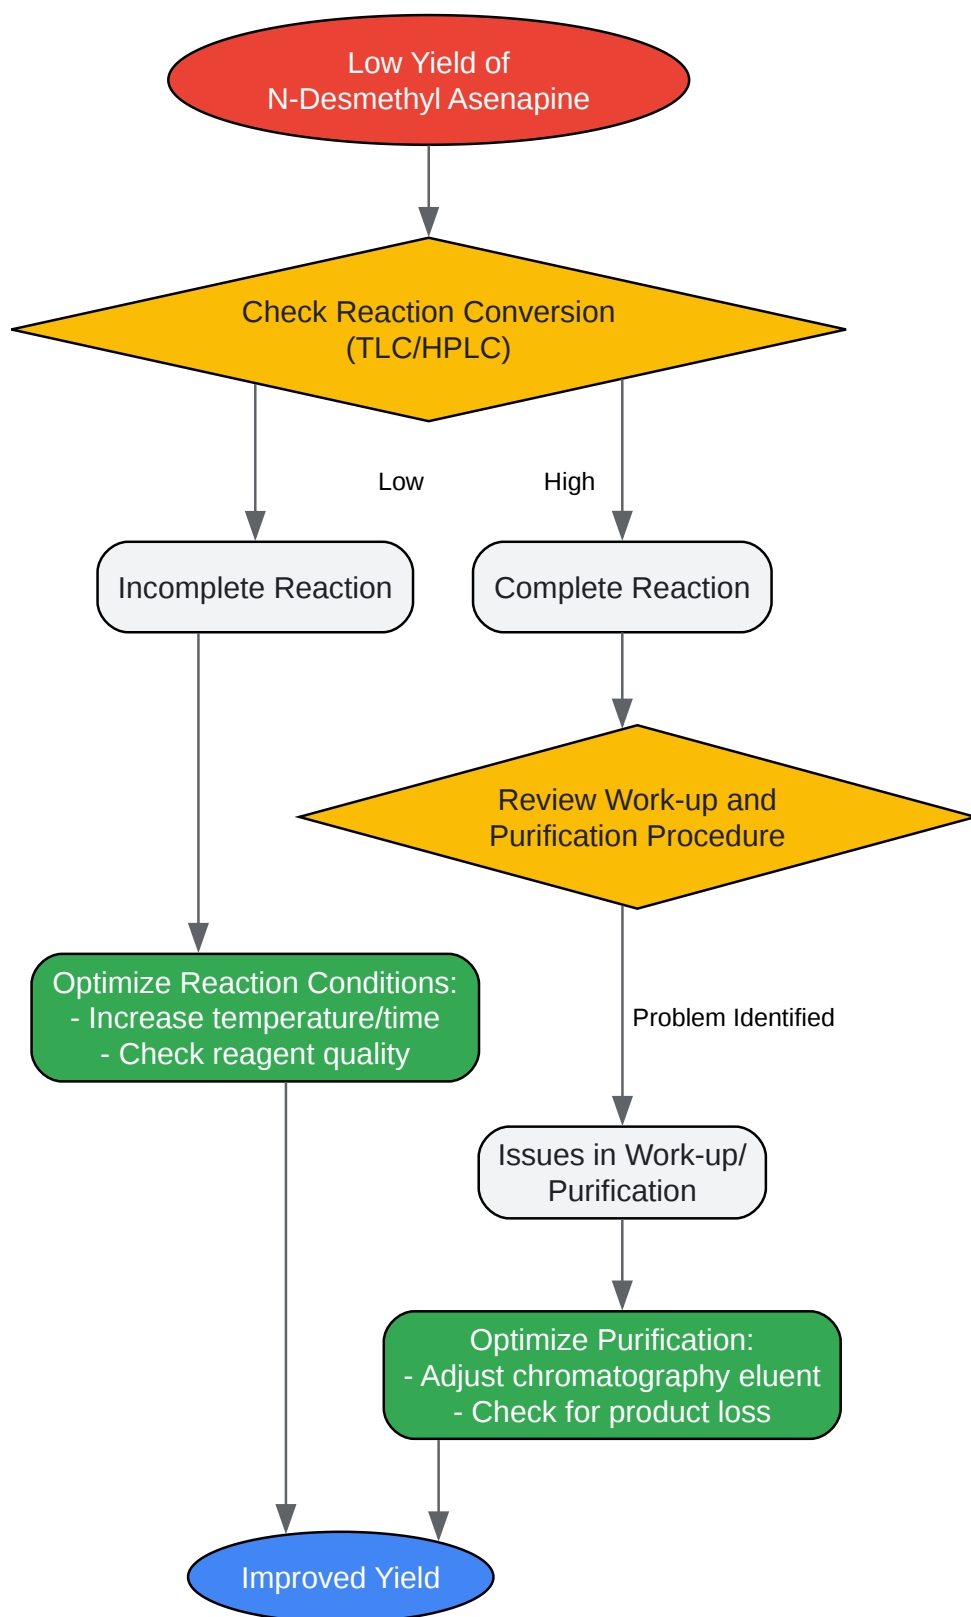 Low Yield of
N-Desmethyl Asenapine
Check Reaction Conversion
(TLC/HPLC)
Low
High
Incomplete Reaction
Complete Reaction
Review Work-up and
Purification Procedure
Optimize Reaction Conditions:
- Increase temperature/time
- Check reagent quality
Problem Identified
Issues in Work-up/
Purification
Optimize Purification:
- Adjust chromatography eluent
- Check for product loss
Improved Yield